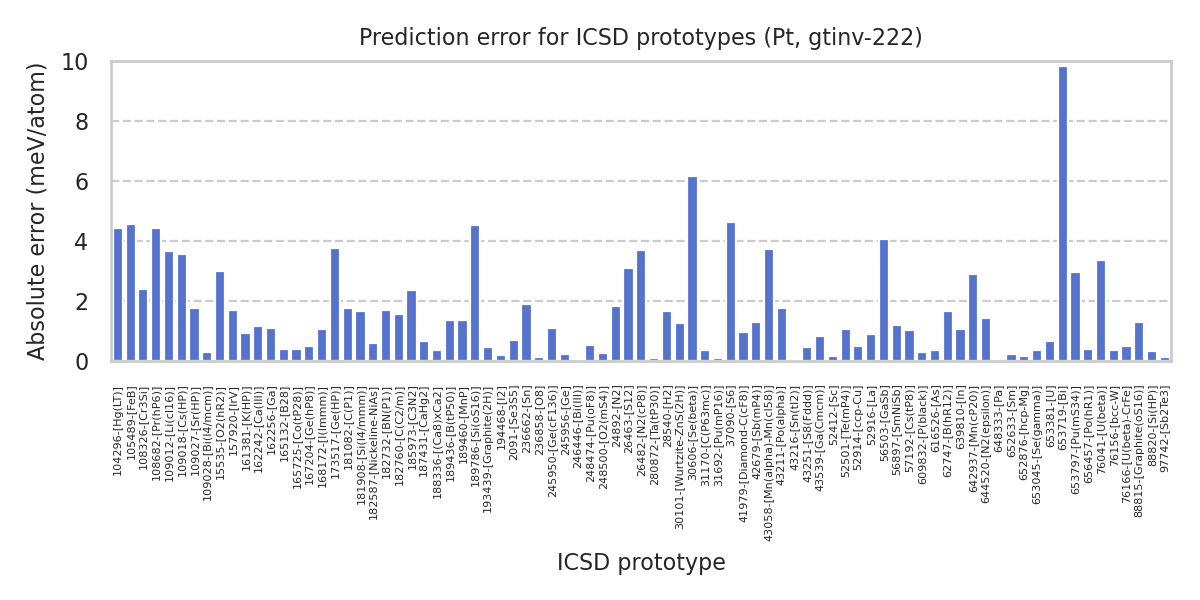 Prediction error for ICSD prototypes (Pt, gtinv-222)
Absolute error (meV/atom)
10
8
6
4
2
0
104296-[Hg(LT)]
105489-[FeB]
108326-[Cr3Si]
108682-[Pr(hP6)]
109012-[Li(cI16)]
109018-[Cs(HP)]
109027-[Sr(HP)]
109028-[Bi(I4/mcm)]
15535-[O2(hR2)]
157920-[IrV]
161381-[K(HP)]
162242-[Ca(III)]
162256-[Ga]
165132-[B28]
165725-[Co(tP28)]
167204-[Ge(hP8)]
168172-[I(Immm)]
173517-[Ge(HP)]
181082-[C(P1)]
181908-[Si(I4/mmm)]
182587-[Nickeline-NiAs]
182732-[BN(P1)]
182760-[C(C2/m)]
185973-[C3N2]
187431-[CaHg2]
188336-[(Ca8)xCa2]
189436-[B(tP50)]
189460-[MnP]
189786-[Si(oS16)]
193439-[Graphite(2H)]
194468-[I2]
2091-[Se3S5]
236662-[Sn]
236858-[O8]
245950-[Ge(cF136)]
245956-[Ge]
246446-[Bi(III)]
248474-[Pu(oF8)]
248500-[O2(mS4)]
24892-[N2]
26463-[S12]
26482-[N2(cP8)]
280872-[Ta(tP30)]
28540-[H2]
30101-[Wurtzite-ZnS(2H)]
30606-[Se(beta)]
31170-[C(P63mc)]
31692-[Pu(mP16)]
37090-[S6]
41979-[Diamond-C(cF8)]
42679-[Sb(mP4)]
43058-[Mn(alpha)-Mn(cI58)]
43211-[Po(alpha)]
43216-[Sn(tI2)]
43251-[S8(Fddd)]
43539-[Ga(Cmcm)]
52412-[Sc]
52501-[Te(mP4)]
52914-[ccp-Cu]
52916-[La]
56503-[GaSb]
56897-[SmNiSb]
57192-[Cs(tP8)]
609832-[P(black)]
616526-[As]
62747-[B(hR12)]
639810-[In]
642937-[Mn(cP20)]
644520-[N2(epsilon)]
648333-[Pa]
652633-[Sm]
652876-[hcp-Mg]
653045-[Se(gamma)]
653381-[U]
653719-[Bi]
653797-[Pu(mS34)]
656457-[Po(hR1)]
76041-[U(beta)]
76156-[bcc-W]
76166-[U(beta)-CrFe]
88815-[Graphite(oS16)]
88820-[Si(HP)]
97742-[Sb2Te3]
ICSD prototype